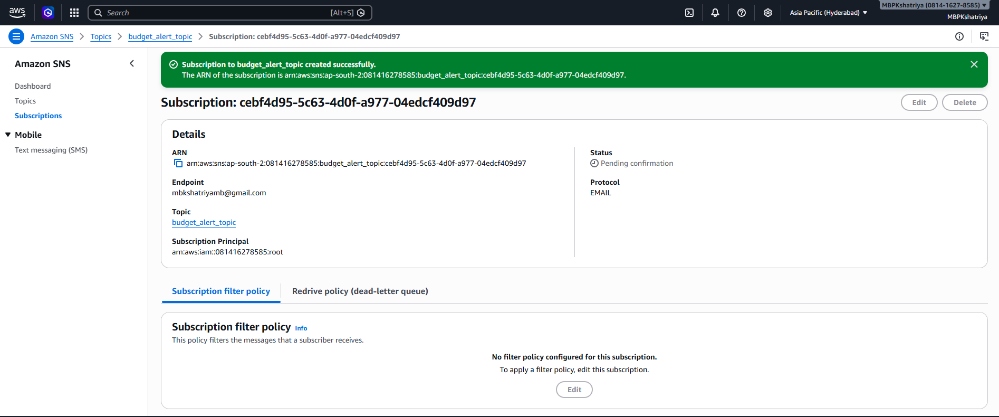 aws
Search
[Alt+S]
Asia Pacific (Hyderabad)
MBPKshatriya (0814-1627-8585)
MBPKshatriya
Amazon SNS
Topics
budget_alert_topic
Subscription: cebf4d95-5c63-4d0f-a977-04edcf409d97
Amazon SNS
Dashboard
Topics
Subscriptions
Mobile
Text messaging (SMS)
Subscription to budget_alert_topic created successfully.
The ARN of the subscription is arn:aws:sns:ap-south-2:081416278585:budget_alert_topic:cebf4d95-5c63-4d0f-a977-04edcf409d97.
Subscription: cebf4d95-5c63-4d0f-a977-04edcf409d97
Edit
Delete
Details
ARN
arn:aws:sns:ap-south-2:081416278585:budget_alert_topic:cebf4d95-5c63-4d0f-a977-04edcf409d97
Endpoint
mbkshatriyamb@gmail.com
Topic
budget_alert_topic
Subscription Principal
arn:aws:iam::081416278585:root
Status
Pending confirmation
Protocol
EMAIL
Subscription filter policy
Redrive policy (dead-letter queue)
Subscription filter policy Info
This policy filters the messages that a subscriber receives.
No filter policy configured for this subscription.
To apply a filter policy, edit this subscription.
Edit